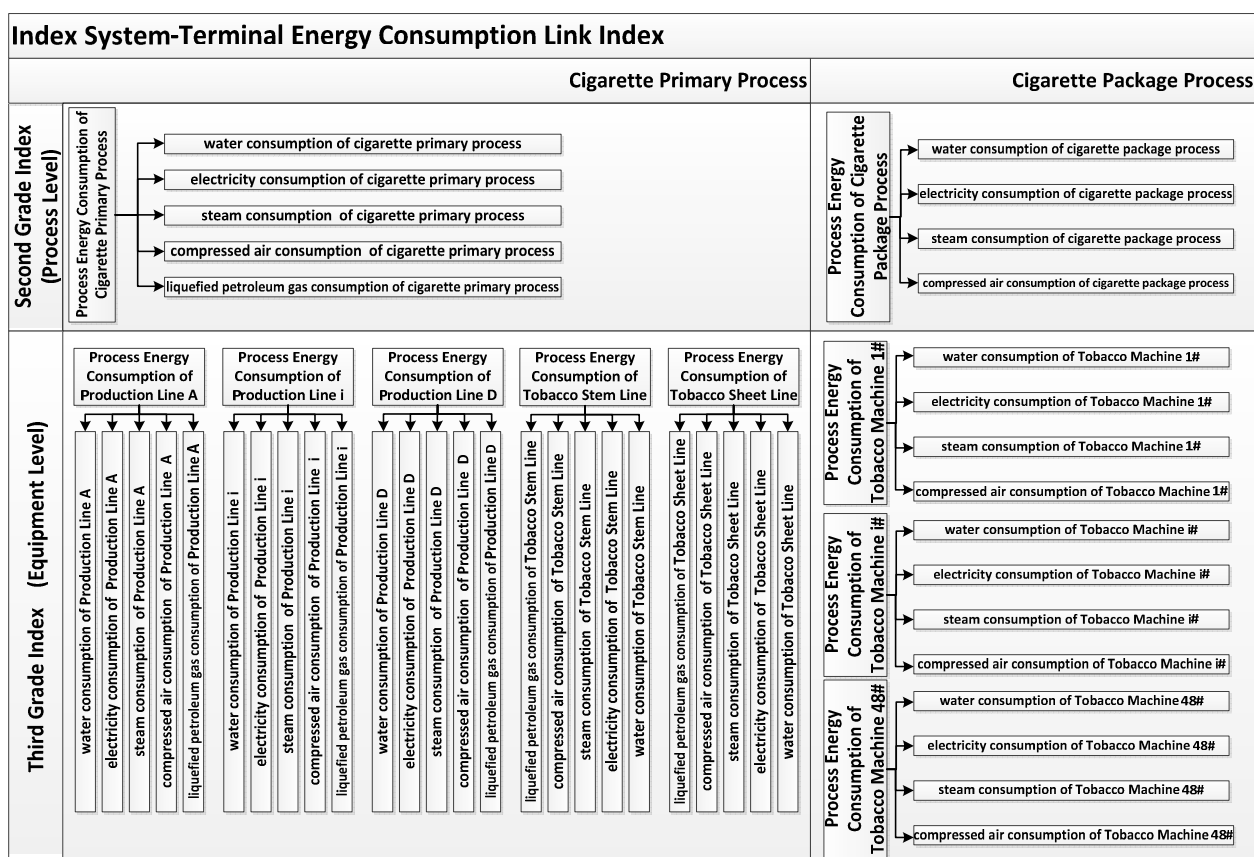 Index System-Terminal Energy Consumption Link Index
Cigarette Primary Process
Cigarette Package Process
Second Grade Index
(Process Level)
Process Energy Consumption of
Cigarette Primary Process
water consumption of cigarette primary process
electricity consumption of cigarette primary process
steam consumption of cigarette primary process
compressed air consumption of cigarette primary process
liquefied petroleum gas consumption of cigarette primary process
Process Energy
Consumption of Cigarette
Package Process
water consumption of cigarette package process
electricity consumption of cigarette package process
steam consumption of cigarette package process
compressed air consumption of cigarette package process
Third Grade Index (Equipment Level)
Process Energy
Consumption of
Production Line A
water consumption of Production Line A
electricity consumption of Production Line A
steam consumption of Production Line A
compressed air consumption of Production Line A
liquefied petroleum gas consumption of Production Line A
Process Energy
Consumption of
Production Line i
water consumption of Production Line i
electricity consumption of Production Line i
steam consumption of Production Line i
compressed air consumption of Production Line i
liquefied petroleum gas consumption of Production Line i
Process Energy
Consumption of
Production Line D
water consumption of Production Line D
electricity consumption of Production Line D
steam consumption of Production Line D
compressed air consumption of Production Line D
liquefied petroleum gas consumption of Production Line D
Process Energy
Consumption of
Tobacco Stem Line
liquefied petroleum gas consumption of Tobacco Stem Line
compressed air consumption of Tobacco Stem Line
steam consumption of Tobacco Stem Line
electricity consumption of Tobacco Stem Line
water consumption of Tobacco Stem Line
Process Energy
Consumption of
Tobacco Sheet Line
liquefied petroleum gas consumption of Tobacco Sheet Line
compressed air consumption of Tobacco Sheet Line
steam consumption of Tobacco Sheet Line
electricity consumption of Tobacco Sheet Line
water consumption of Tobacco Sheet Line
Process Energy
Consumption of
Tobacco Machine 1#
water consumption of Tobacco Machine 1#
electricity consumption of Tobacco Machine 1#
steam consumption of Tobacco Machine 1#
compressed air consumption of Tobacco Machine 1#
Process Energy
Consumption of
Tobacco Machine i#
water consumption of Tobacco Machine i#
electricity consumption of Tobacco Machine i#
steam consumption of Tobacco Machine i#
compressed air consumption of Tobacco Machine i#
Process Energy
Consumption of
Tobacco Machine 48#
water consumption of Tobacco Machine 48#
electricity consumption of Tobacco Machine 48#
steam consumption of Tobacco Machine 48#
compressed air consumption of Tobacco Machine 48#